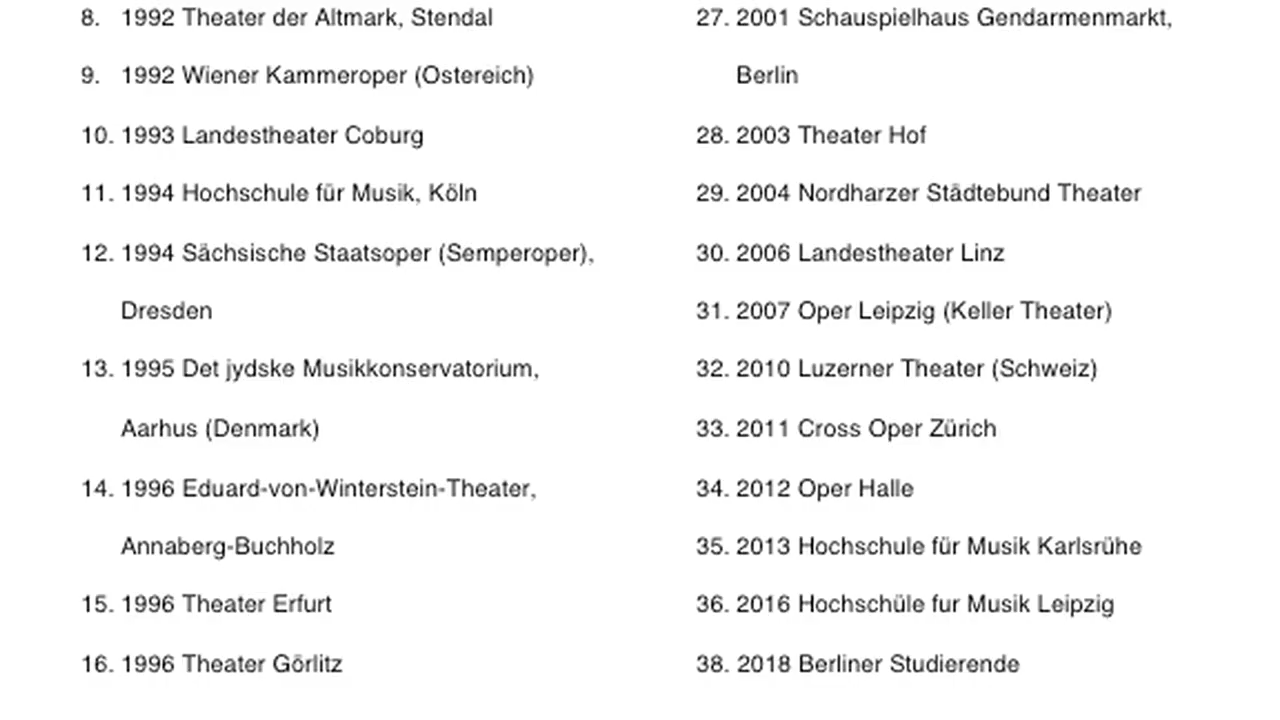 8. 1992 Theater der Altmark, Stendal
9. 1992 Wiener Kammeroper (Ostereich)
10. 1993 Landestheater Coburg
11. 1994 Hochschule für Musik, Köln
12. 1994 Sächsische Staatsoper (Semperoper),
Dresden
13. 1995 Det jydske Musikkonservatorium,
Aarhus (Denmark)
14. 1996 Eduard-von-Winterstein-Theater,
Annaberg-Buchholz
15. 1996 Theater Erfurt
16. 1996 Theater Görlitz
27. 2001 Schauspielhaus Gendarmenmarkt,
Berlin
28. 2003 Theater Hof
29. 2004 Nordharzer Städtebund Theater
30. 2006 Landestheater Linz
31. 2007 Oper Leipzig (Keller Theater)
32. 2010 Luzerner Theater (Schweiz)
33. 2011 Cross Oper Zürich
34. 2012 Oper Halle
35. 2013 Hochschule für Musik Karlsrühe
36. 2016 Hochschüle fur Musik Leipzig
38. 2018 Berliner Studierende